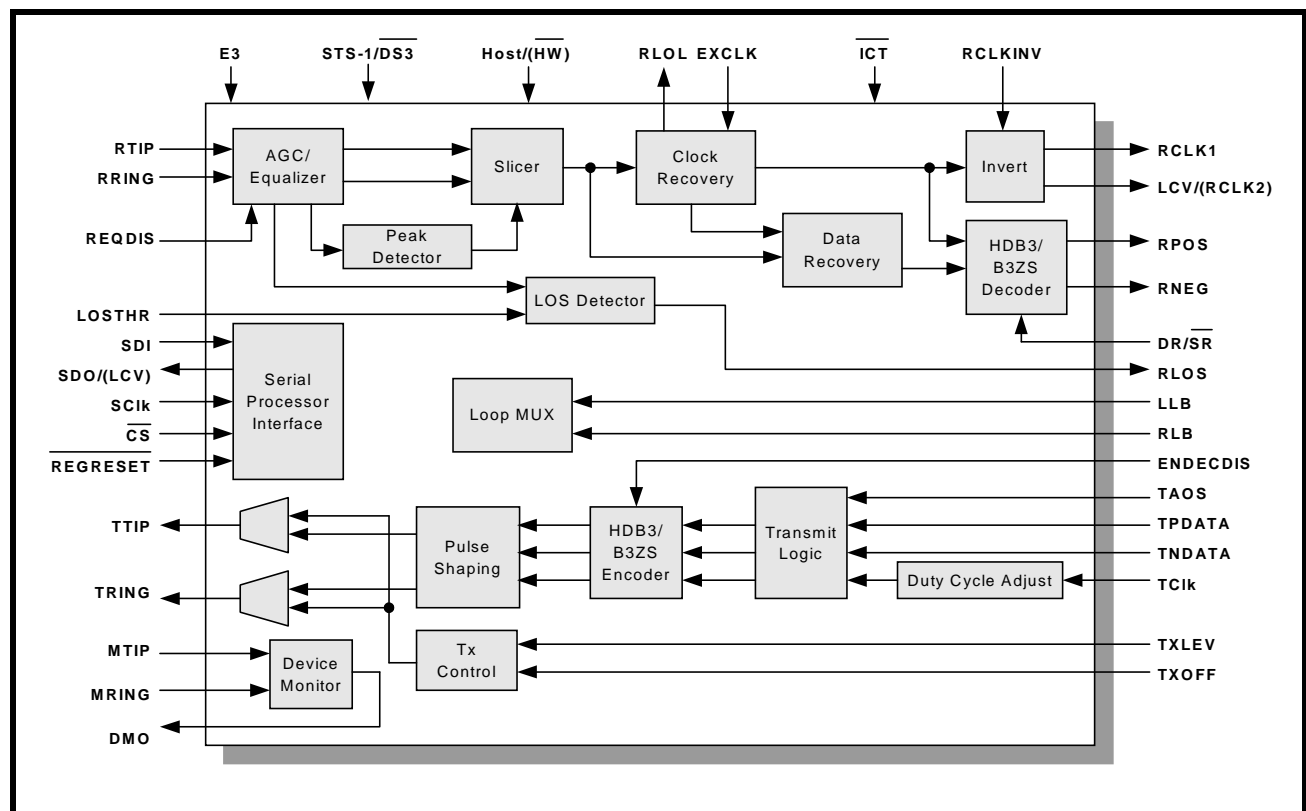 E3
STS-1/DS3
Host/(HW)
RLOL
EXCLK
ICT
RCLKINV
RTIP
RRING
REQDIS
LOSTHR
SDI
SDO/(LCV)
SClk
CS
REGRESET
TTIP
TRING
MTIP
MRING
DMO
AGC/
Equalizer
Slicer
Clock
Recovery
Invert
Peak
Detector
Data
Recovery
HDB3/
B3ZS
Decoder
LOS Detector
Serial
Processor
Interface
Loop MUX
Pulse
Shaping
HDB3/
B3ZS
Encoder
Transmit
Logic
Duty Cycle Adjust
Tx
Control
Device
Monitor
RCLK1
LCV/(RCLK2)
RPOS
RNEG
DR/SR
RLOS
LLB
RLB
ENDECDIS
TAOS
TPDATA
TNDATA
TClk
TXLEV
TXOFF